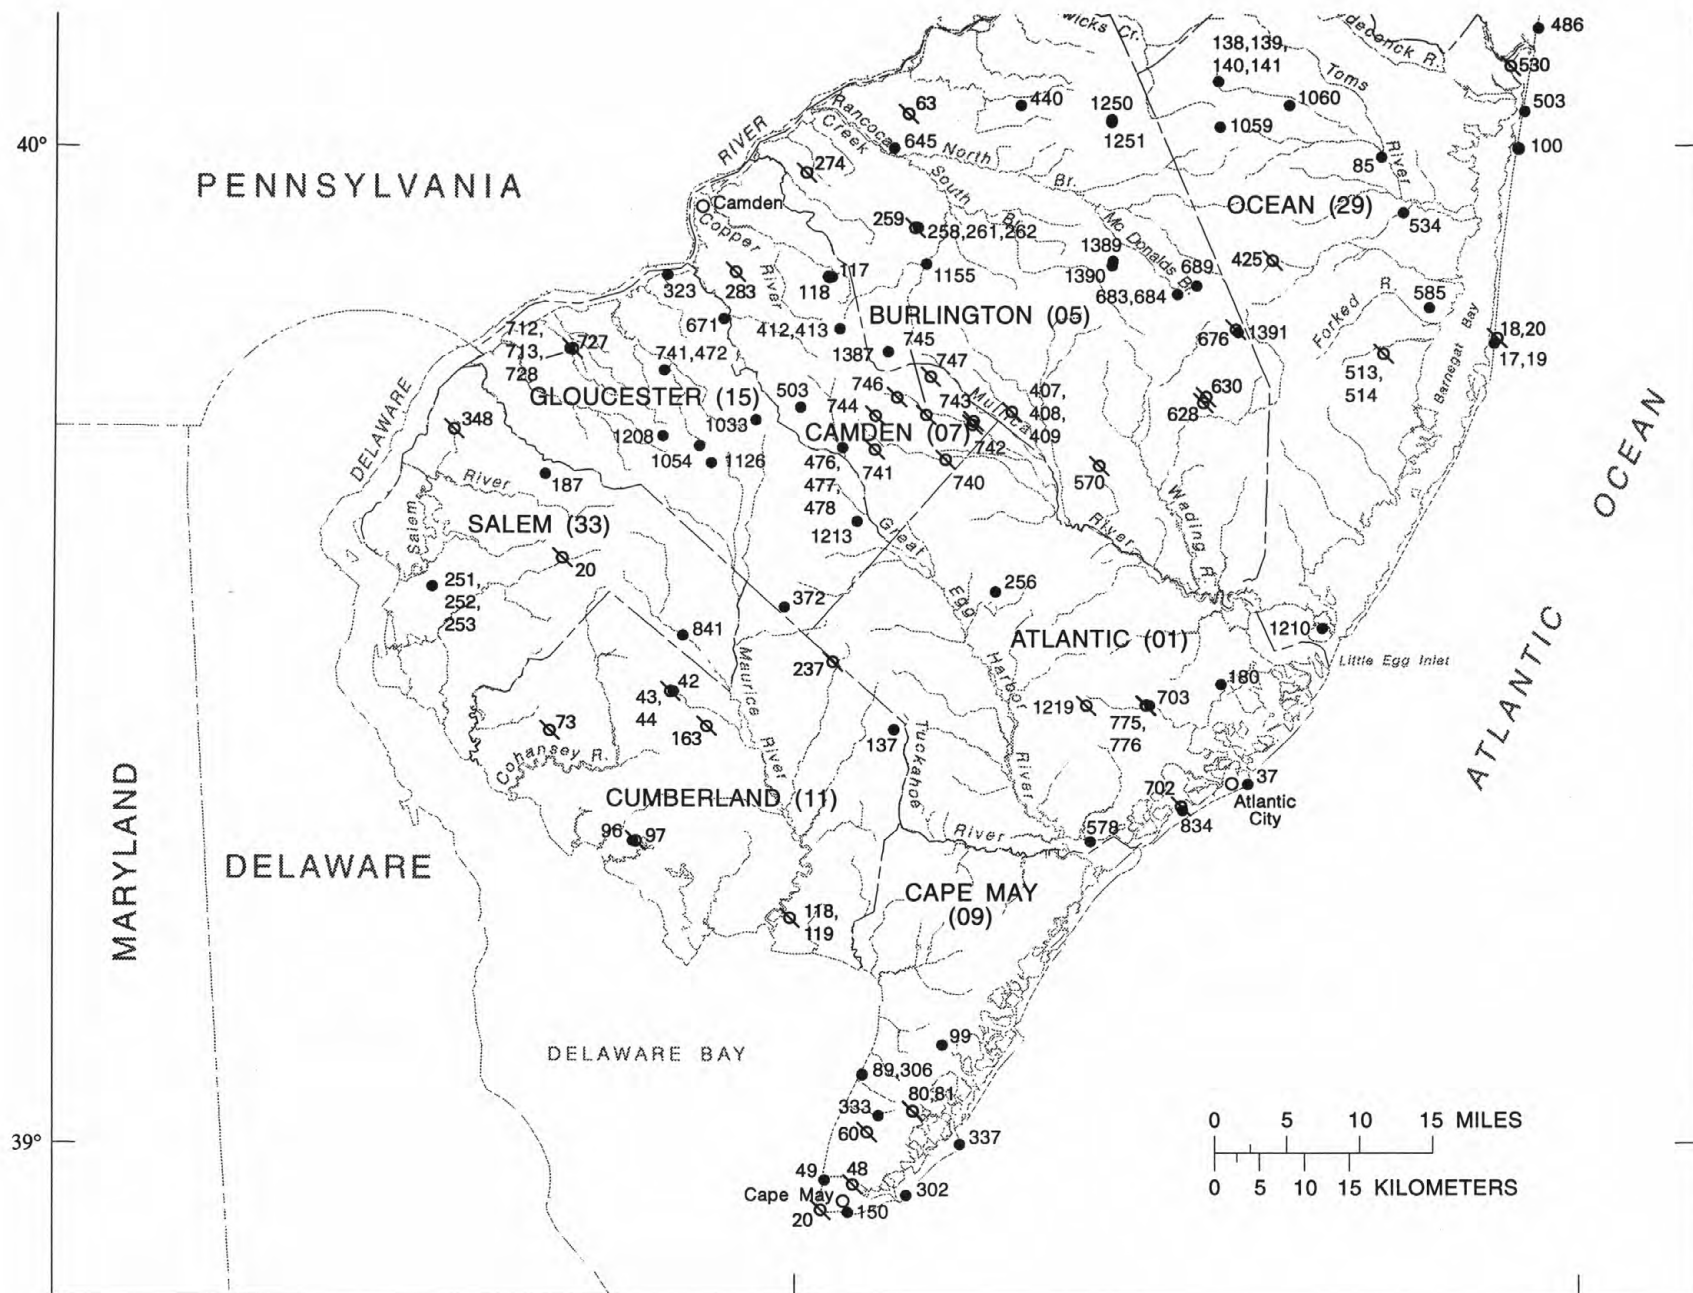 wicks Cr.
deconck R.
486
138,139,
140,141
Toms
530
63
440
1250
1251
1060
503
Rancocas
Creek
1059
100
40°
RIVER
645
North
River
PENNSYLVANIA
274
85
South
Br.
OCEAN (29)
Camden
Br.
Mc Donalds Br.
534
Copper
River
259
258,261,262
1389
1390
425
689
117
1155
283
118
683,684
323
Forked
R.
585
BURLINGTON (05)
671
412,413
Barnegat Bay
18,20
17,19
712,
713,
728
727
741,472
745
676
1391
1387
747
513,
514
746
Mullica
407,
408,
409
630
GLOUCESTER (15)
503
744
743
628
DELAWARE
348
1033
CAMDEN (07)
1208
742
OCEAN
1054
1126
476,
477,
478
741
740
570
River
187
Salem
SALEM (33)
1213
Great
River
Wading R.
20
251,
252,
253
372
Egg
256
841
ATLANTIC (01)
1210
ATLANTIC
237
Harbor
Little Egg Inlet
Maurice
42
43,
44
180
1219
703
775,
776
73
163
137
Tuckahoe
Cohansey R.
River
River
37
702
Atlantic
City
MARYLAND
CUMBERLAND (11)
834
96
97
River
578
DELAWARE
CAPE MAY
(09)
118,
119
99
DELAWARE BAY
89,306
80,81
333
60
0 5 10 15 MILES
39°
337
49
48
0 5 10 15 KILOMETERS
Cape May
302
20
150